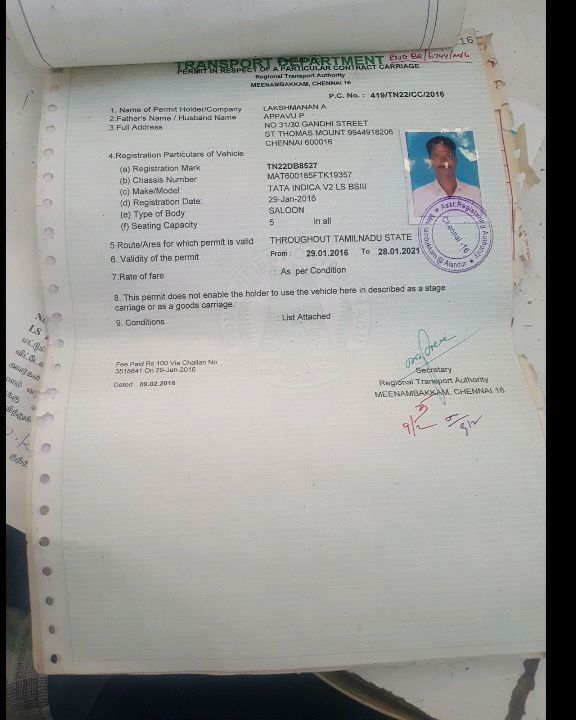 16
TRANSPORT DEPARTMENT
PERMIT IN RESPECT OF A PARTICULAR CONTRACT CARRIAGE
Regional Transport Authority
MEENAMBAKKAM, CHENNAI 16
P.C. No. : 419/TN22/CC/2016
1. Name of Permit Holder/Company LAKSHMANAN A
2.Father's Name / Husband Name APPAVU P
3 Full Address NO 31/30 GANDHI STREET
ST THOMAS MOUNT 9944918206
CHENNAI 600016
4.Registration Particulars of Vehicle
(a) Registration Mark TN22DB8527
(b) Chassis Number MAT600185FTK19357
(c) Make/Model TATA INDICA V2 LS BSIII
(d) Registration Date: 29-Jan-2016
(e) Type of Body SALOON
(f) Seating Capacity 5 in all
5 Route/Area for which permit is valid THROUGHOUT TAMILNADU STATE
6. Validity of the permit From : 29.01.2016 To 28.01.2021
7.Rate of fare : As per Condition
8. This permit does not enable the holder to use the vehicle here in described as a stage
carriage or as a goods carriage.
9. Conditions : List Attached
Fee Paid Rs.100 Via Challan No
3518641 On 29-Jan-2016
Dated 09.02.2016
Secretary
Regional Transport Authority
MEENAMBAKKAM, CHENNAI 16